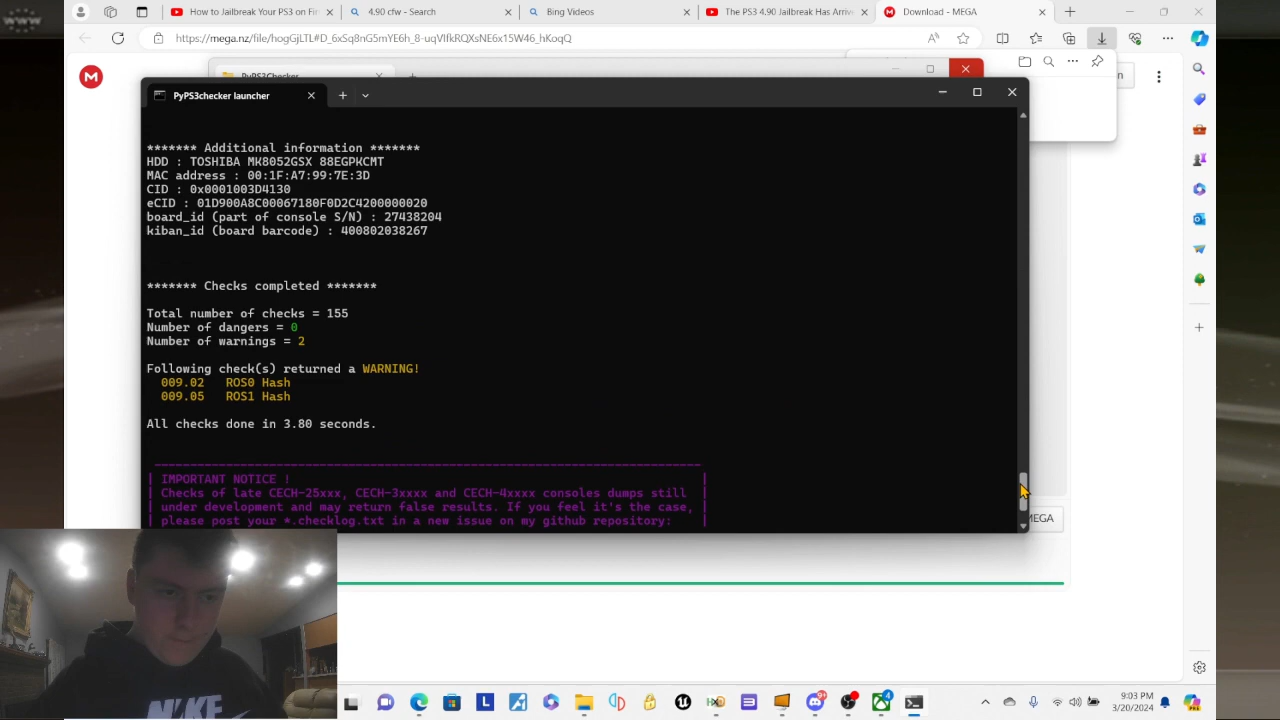 How to Jailbreak Your PS3 on Fir
4.90 cfw - Search
Bing Videos
The PS3 4.90 Jailbreak Has Arrive
Download - MEGA
https://mega.nz/file/hogGjLTL#D_6xSq8nG5mYE6h_8-uqVIfkRQXsNE6x15W46_hKoqQ
PyPS3Checker
PyPS3checker launcher
******* Additional information *******
HDD : TOSHIBA MK8052GSX 88EGPKCMT
MAC address : 00:1F:A7:99:7E:3D
CID : 0x0001003D4130
eCID : 01D900A8C00067180F0D2C4200000020
board_id (part of console S/N) : 27438204
kiban_id (board barcode) : 400802038267
******* Checks completed *******
Total number of checks = 155
Number of dangers = 0
Number of warnings = 2
Following check(s) returned a WARNING!
009.02 ROS0 Hash
009.05 ROS1 Hash
All checks done in 3.80 seconds.
IMPORTANT NOTICE !
Checks of late CECH-25xxx, CECH-3xxxx and CECH-4xxxx consoles dumps still
under development and may return false results. If you feel it's the case,
please post your *.checklog.txt in a new issue on my github repository:
MEGA
NIKE
9:03 PM
3/20/2024